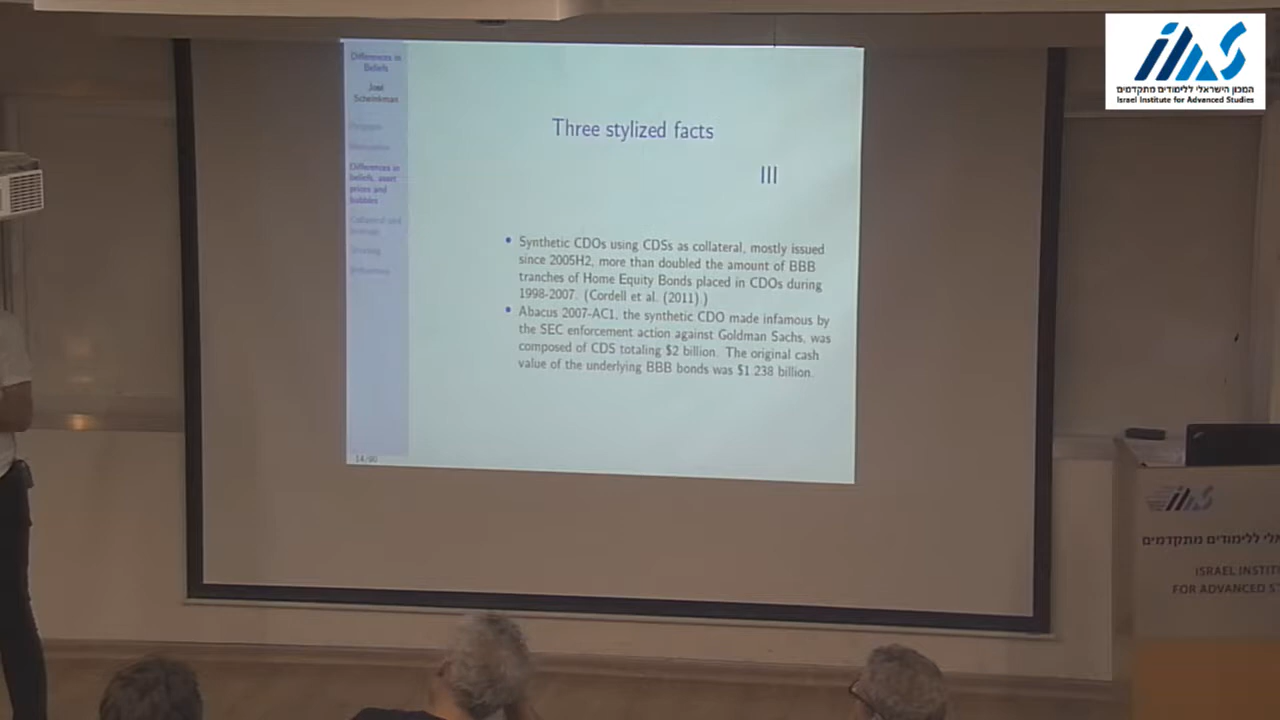 המכון הישראלי ללימודים מתקדמים
Israel Institute for Advanced Studies
Differences in
Beliefs
José
Scheinkman
Differences in
beliefs, asset
prices and
bubbles
Collateral and
Three stylized facts
III
• Synthetic CDOs using CDSs as collateral, mostly issued
since 2005H2, more than doubled the amount of BBB
tranches of Home Equity Bonds placed in CDOs during
1998-2007. (Cordell et al. (2011).)
• Abacus 2007-AC1, the synthetic CDO made infamous by
the SEC enforcement action against Goldman Sachs, was
composed of CDS totaling $2 billion. The original cash
value of the underlying BBB bonds was $1.238 billion.
14/90
לי ללימודים מתקדמים
ISRAEL INSTIT
FOR ADVANCED S